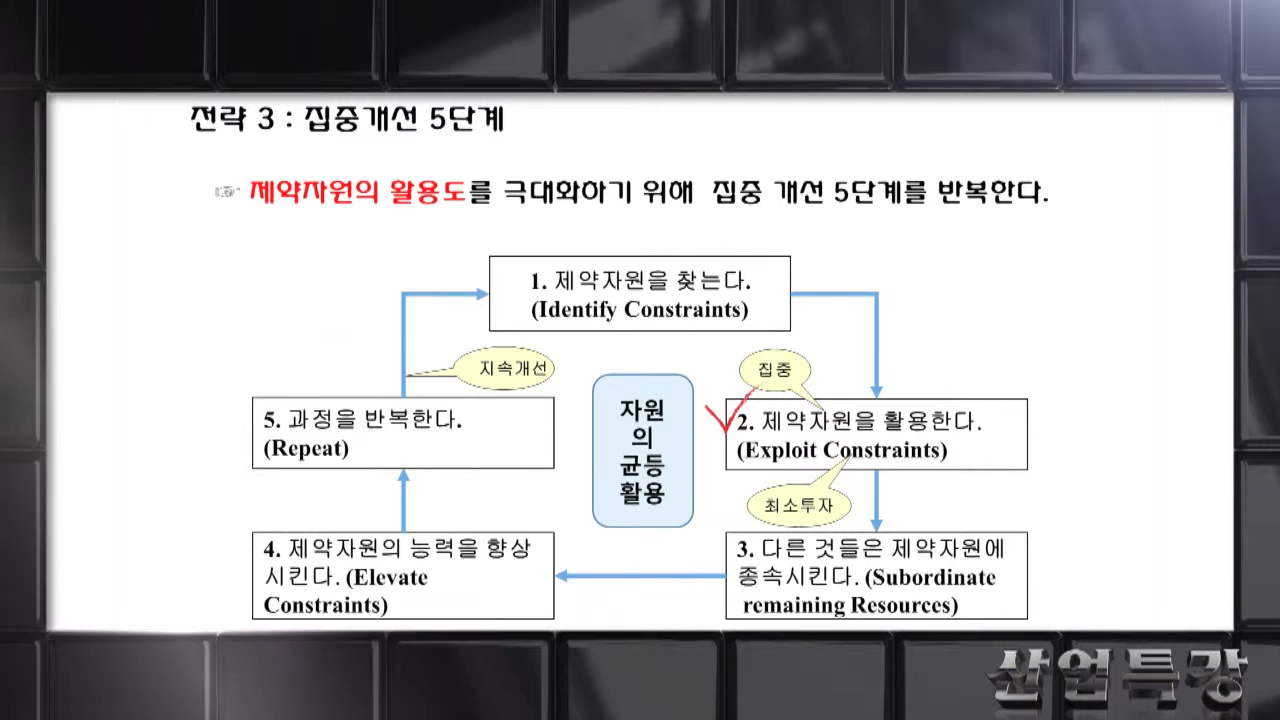 전략 3 : 집중개선 5단계
☞ 제약자원의 활용도를 극대화하기 위해 집중 개선 5단계를 반복한다.
1. 제약자원을 찾는다.
(Identify Constraints)
지속개선
집중
5. 과정을 반복한다.
(Repeat)
자원
의
균등
활용
2. 제약자원을 활용한다.
(Exploit Constraints)
최소투자
4. 제약자원의 능력을 향상
시킨다. (Elevate
Constraints)
3. 다른 것들은 제약자원에
종속시킨다. (Subordinate
remaining Resources)
산업특강